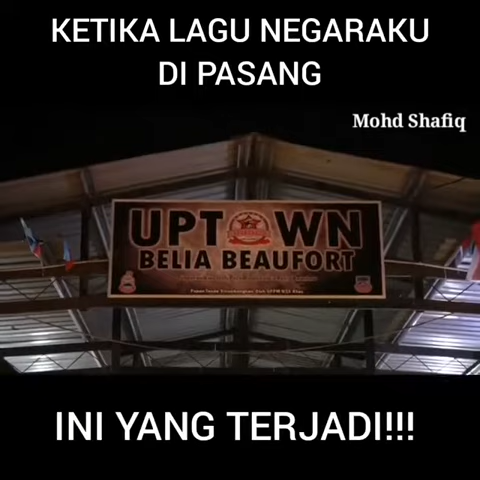 KETIKA LAGU NEGARAKU
DI PASANG
Mohd Shafiq
UPTOWN
BELIA BEAUFORT
INI YANG TERJADI!!!